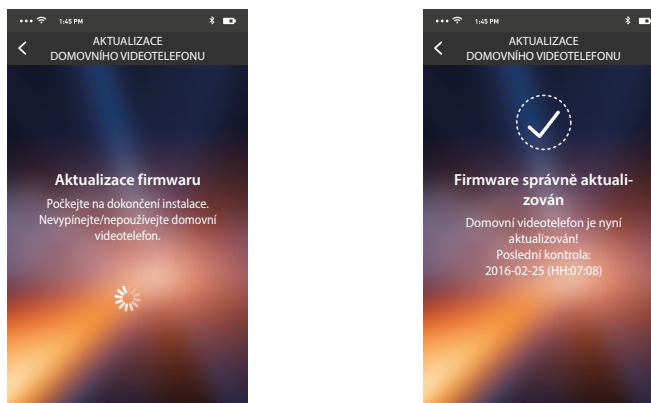 1:45 PM
AKTUALIZACE
DOMOVNÍHO VIDEOTELEFONU
Aktualizace firmwaru
Počkejte na dokončení instalace.
Nevypínejte/nepoužívejte domovní
videotelefon.
1:45 PM
AKTUALIZACE
DOMOVNÍHO VIDEOTELEFONU
Firmware správně aktuali-
zován
Domovní videotelefon je nyní
aktualizován!
Poslední kontrola:
2016-02-25 (HH:07:08)